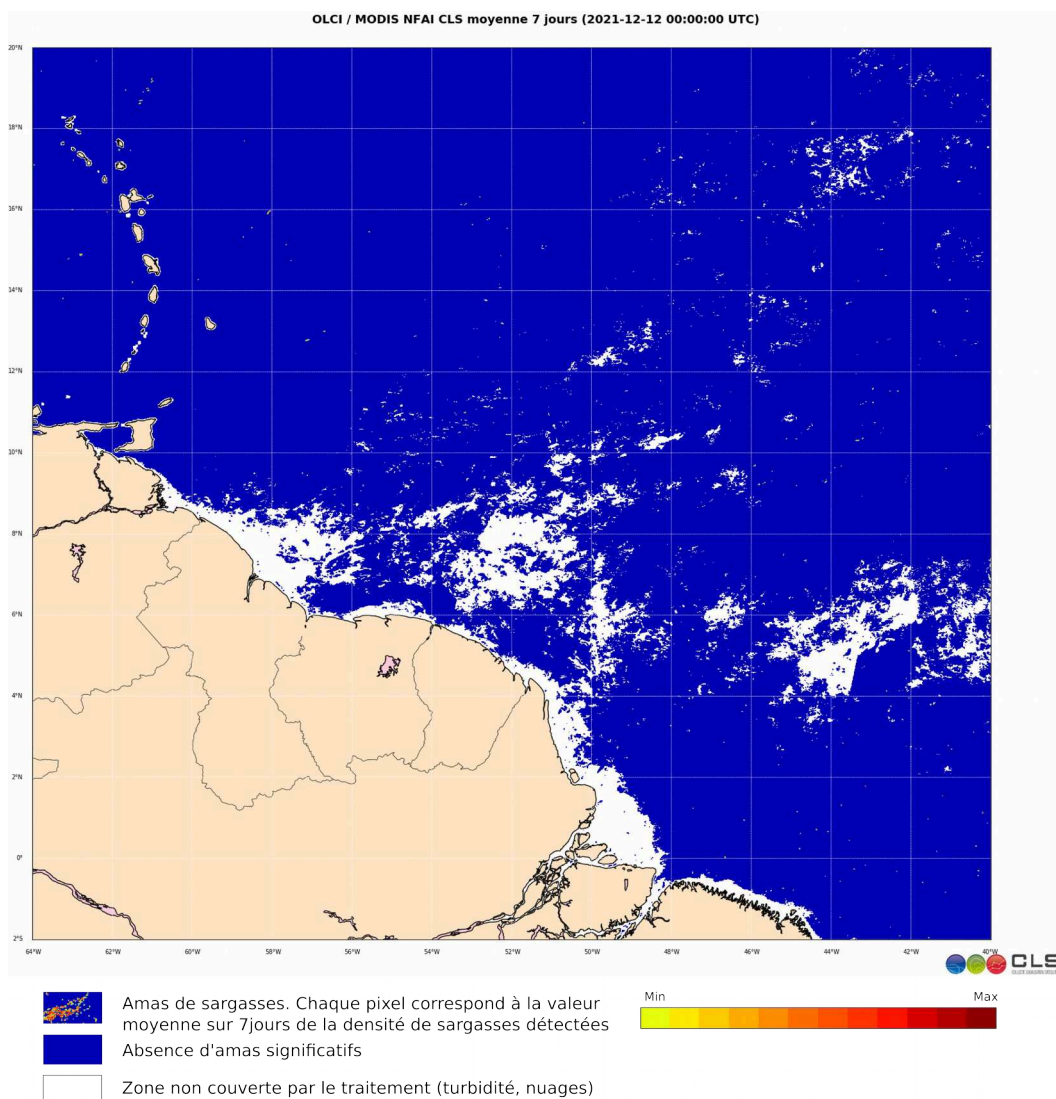 OLCI / MODIS NFAI CLS moyenne 7 jours (2021-12-12 00:00:00 UTC)
20°N
18°N
16°N
14°N
12°N
10°N
8°N
6°N
4°N
2°N
0°
2°S
64°W 62°W 60°W 58°W 56°W 54°W 52°W 50°W 48°W 46°W 44°W 42°W 40°W
CLS
Amas de sargasses. Chaque pixel correspond à la valeur
moyenne sur 7jours de la densité de sargasses détectées
Min Max
Absence d'amas significatifs
Zone non couverte par le traitement (turbidité, nuages)